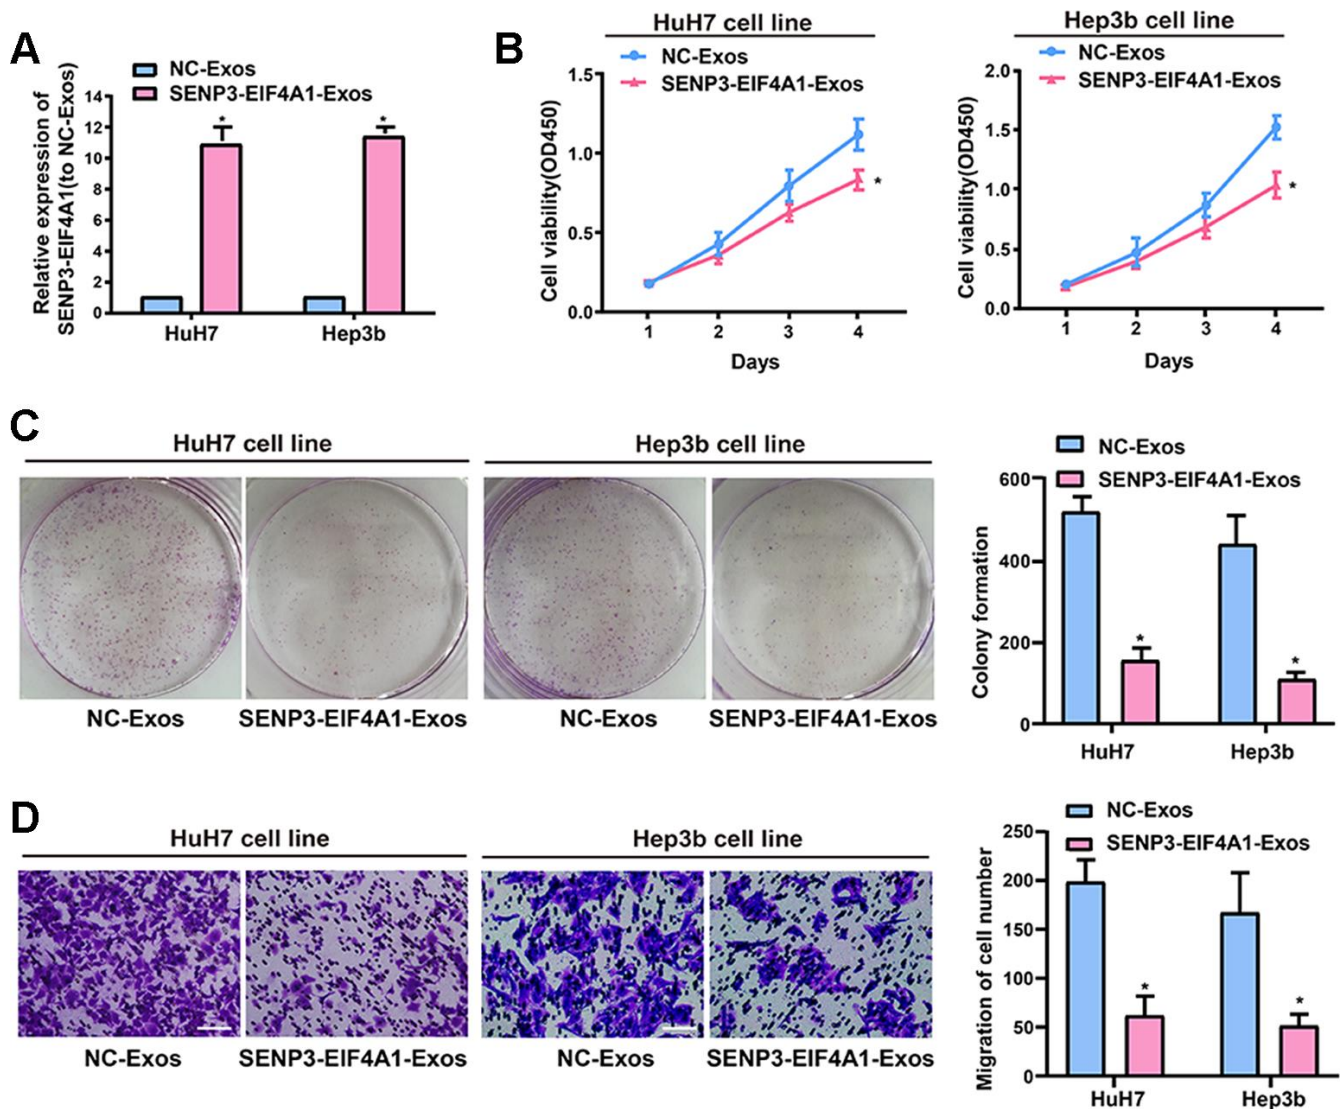 A
NC-Exos
SENP3-EIF4A1-Exos
Relative expression of
SENP3-EIF4A1(to NC-Exos)
14
12
10
8
6
4
2
0
*
*
HuH7
Hep3b
B
HuH7 cell line
NC-Exos
SENP3-EIF4A1-Exos
Cell viability(OD450)
1.5
1.0
0.5
0.0
*
1 2 3 4
Days
Hep3b cell line
NC-Exos
SENP3-EIF4A1-Exos
Cell viability(OD450)
2.0
1.5
1.0
0.5
0.0
*
1 2 3 4
Days
C
HuH7 cell line
Hep3b cell line
NC-Exos
SENP3-EIF4A1-Exos
NC-Exos
SENP3-EIF4A1-Exos
NC-Exos
SENP3-EIF4A1-Exos
Colony formation
600
400
200
0
*
*
HuH7
Hep3b
D
HuH7 cell line
Hep3b cell line
NC-Exos
SENP3-EIF4A1-Exos
NC-Exos
SENP3-EIF4A1-Exos
NC-Exos
SENP3-EIF4A1-Exos
Migration of cell number
250
200
150
100
50
0
*
*
HuH7
Hep3b